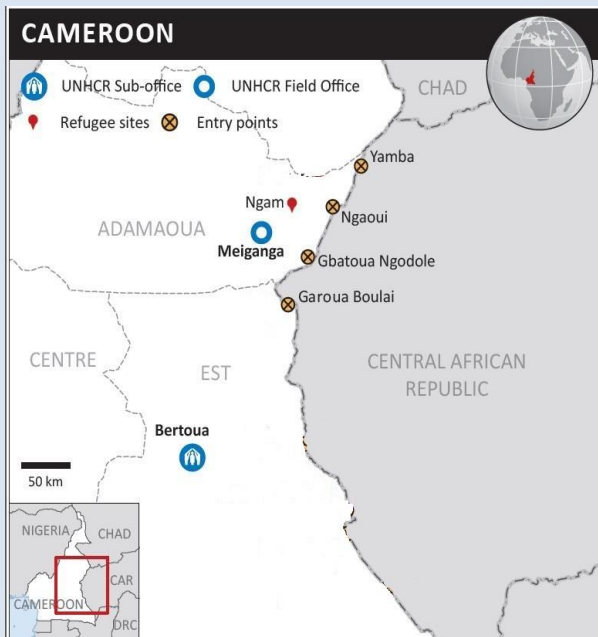 CAMEROON
UNHCR Sub-office
UNHCR Field Office
CHAD
Refugee sites
Entry points
Yamba
Ngam
Ngaoui
ADAMAOUA
Meiganga
Gbatoua Ngodole
Garoua Boulai
CENTRE
EST
CENTRAL AFRICAN
REPUBLIC
Bertoua
50 km
NIGERIA
CHAD
CAR
CAMEROON
DRC